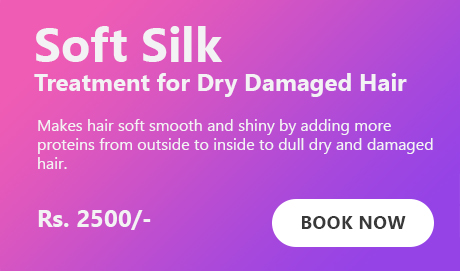 Soft Silk
Treatment for Dry Damaged Hair
Makes hair soft smooth and shiny by adding more
proteins from outside to inside to dull dry and damaged
hair.
Rs. 2500/-
BOOK NOW